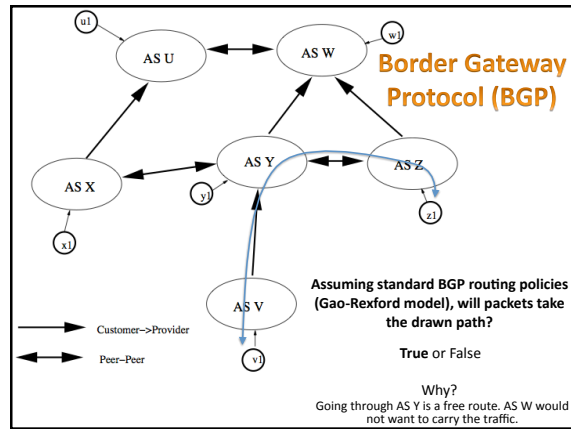 u1
w1
AS U
AS W
Border Gateway
Protocol (BGP)
AS Y
AS Z
AS X
y1
z1
x1
Assuming standard BGP routing policies
(Gao-Rexford model), will packets take
the drawn path?
AS V
Customer->Provider
True or False
Peer-Peer
v1
Why?
Going through AS Y is a free route. AS W would
not want to carry the traffic.